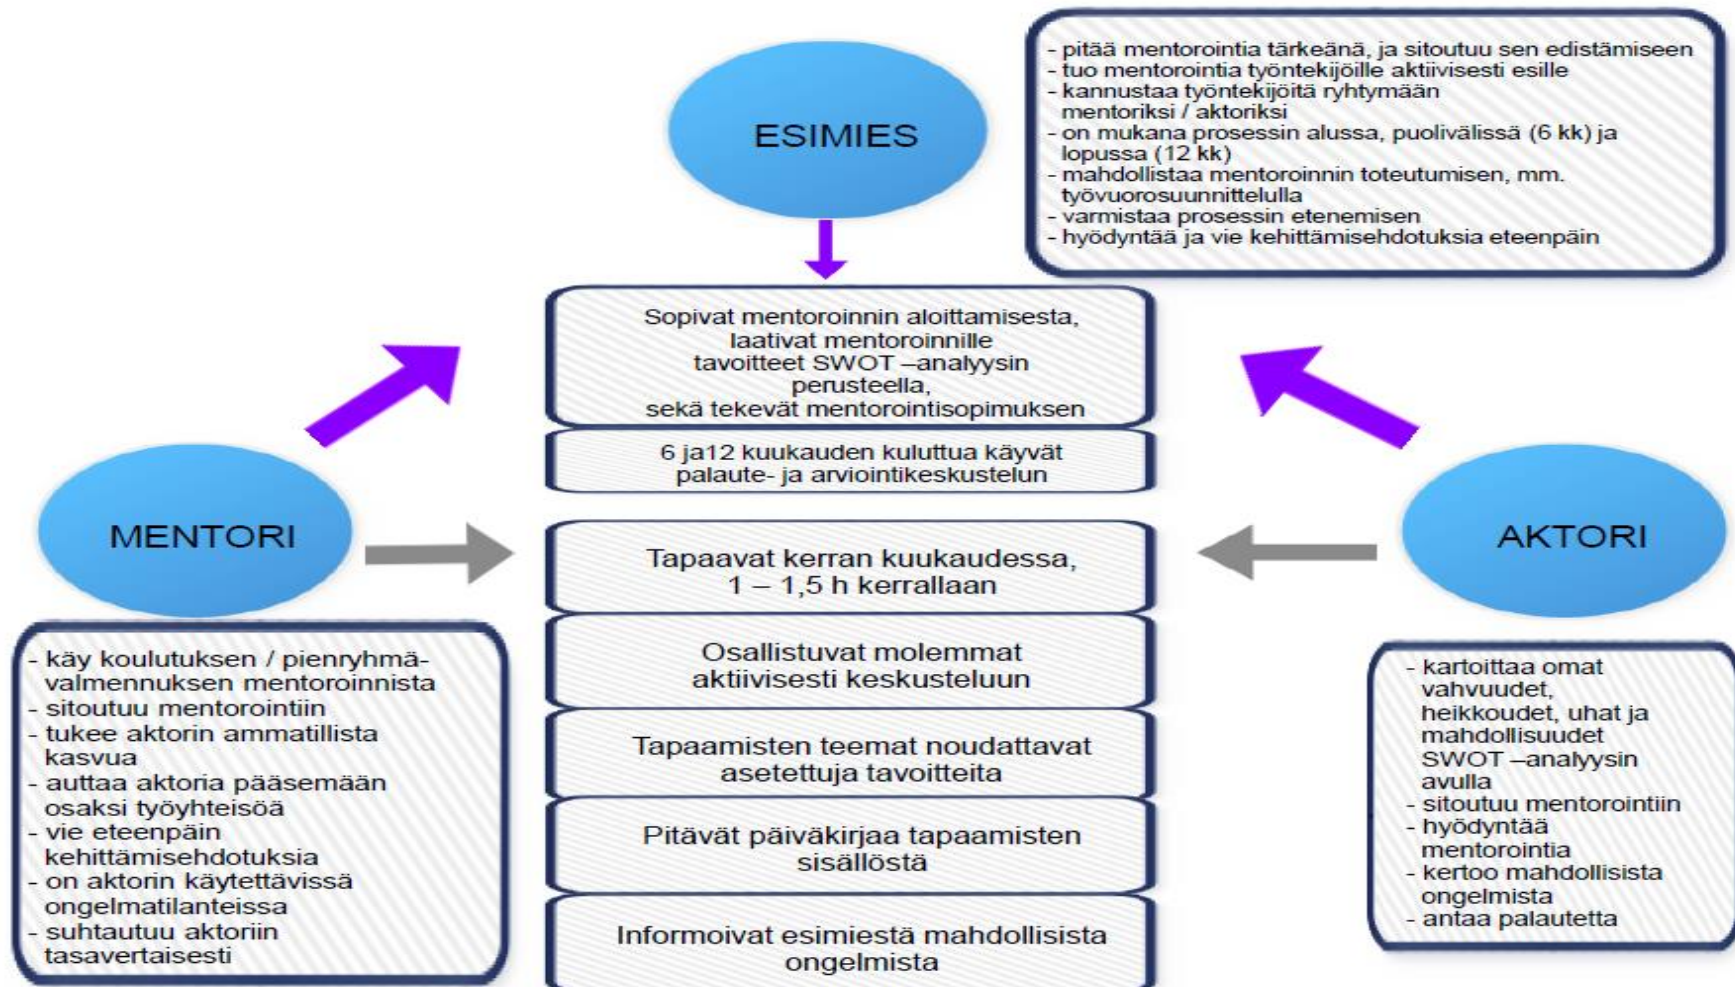 ESIMIES
- pitää mentorointia tärkeänä, ja sitoutuu sen edistämiseen
- tuo mentorointia työntekijöille aktiivisesti esille
- kannustaa työntekijöitä ryhtymään
mentoriksi / aktoriksi
- on mukana prosessin alussa, puolivälissä (6 kk) ja
lopussa (12 kk)
- mahdollistaa mentoroinnin toteutumisen, mm.
työvuorosuunnittelulla
- varmistaa prosessin etenemisen
- hyödyntää ja vie kehittämisehdotuksia eteenpäin
Sopivat mentoroinnin aloittamisesta,
laativat mentoroinnille
tavoitteet SWOT –analyysin
perusteella,
sekä tekevät mentorointisopimuksen
6 ja12 kuukauden kuluttua käyvät
palaute- ja arviointikeskustelun
MENTORI
- käy koulutuksen / pienryhmä-
valmennuksen mentoroinnista
- sitoutuu mentorointiin
- tukee aktorin ammatillista
kasvua
- auttaa aktoria pääsemään
osaksi työyhteisöä
- vie eteenpäin
kehittämisehdotuksia
- on aktorin käytettävissä
ongelmatilanteissa
- suhtautuu aktoriin
tasavertaisesti
Tapaavat kerran kuukaudessa,
1 – 1,5 h kerrallaan
Osallistuvat molemmat
aktiivisesti keskusteluun
Tapaamisten teemat noudattavat
asetettuja tavoitteita
Pitävät päiväkirjaa tapaamisten
sisällöstä
Informoivat esimiestä mahdollisista
ongelmista
AKTORI
- kartoittaa omat
vahvuudet,
heikkoudet, uhat ja
mahdollisuudet
SWOT –analyysin
avulla
- sitoutuu mentorointiin
- hyödyntää
mentorointia
- kertoo mahdollisista
ongelmista
- antaa palautetta